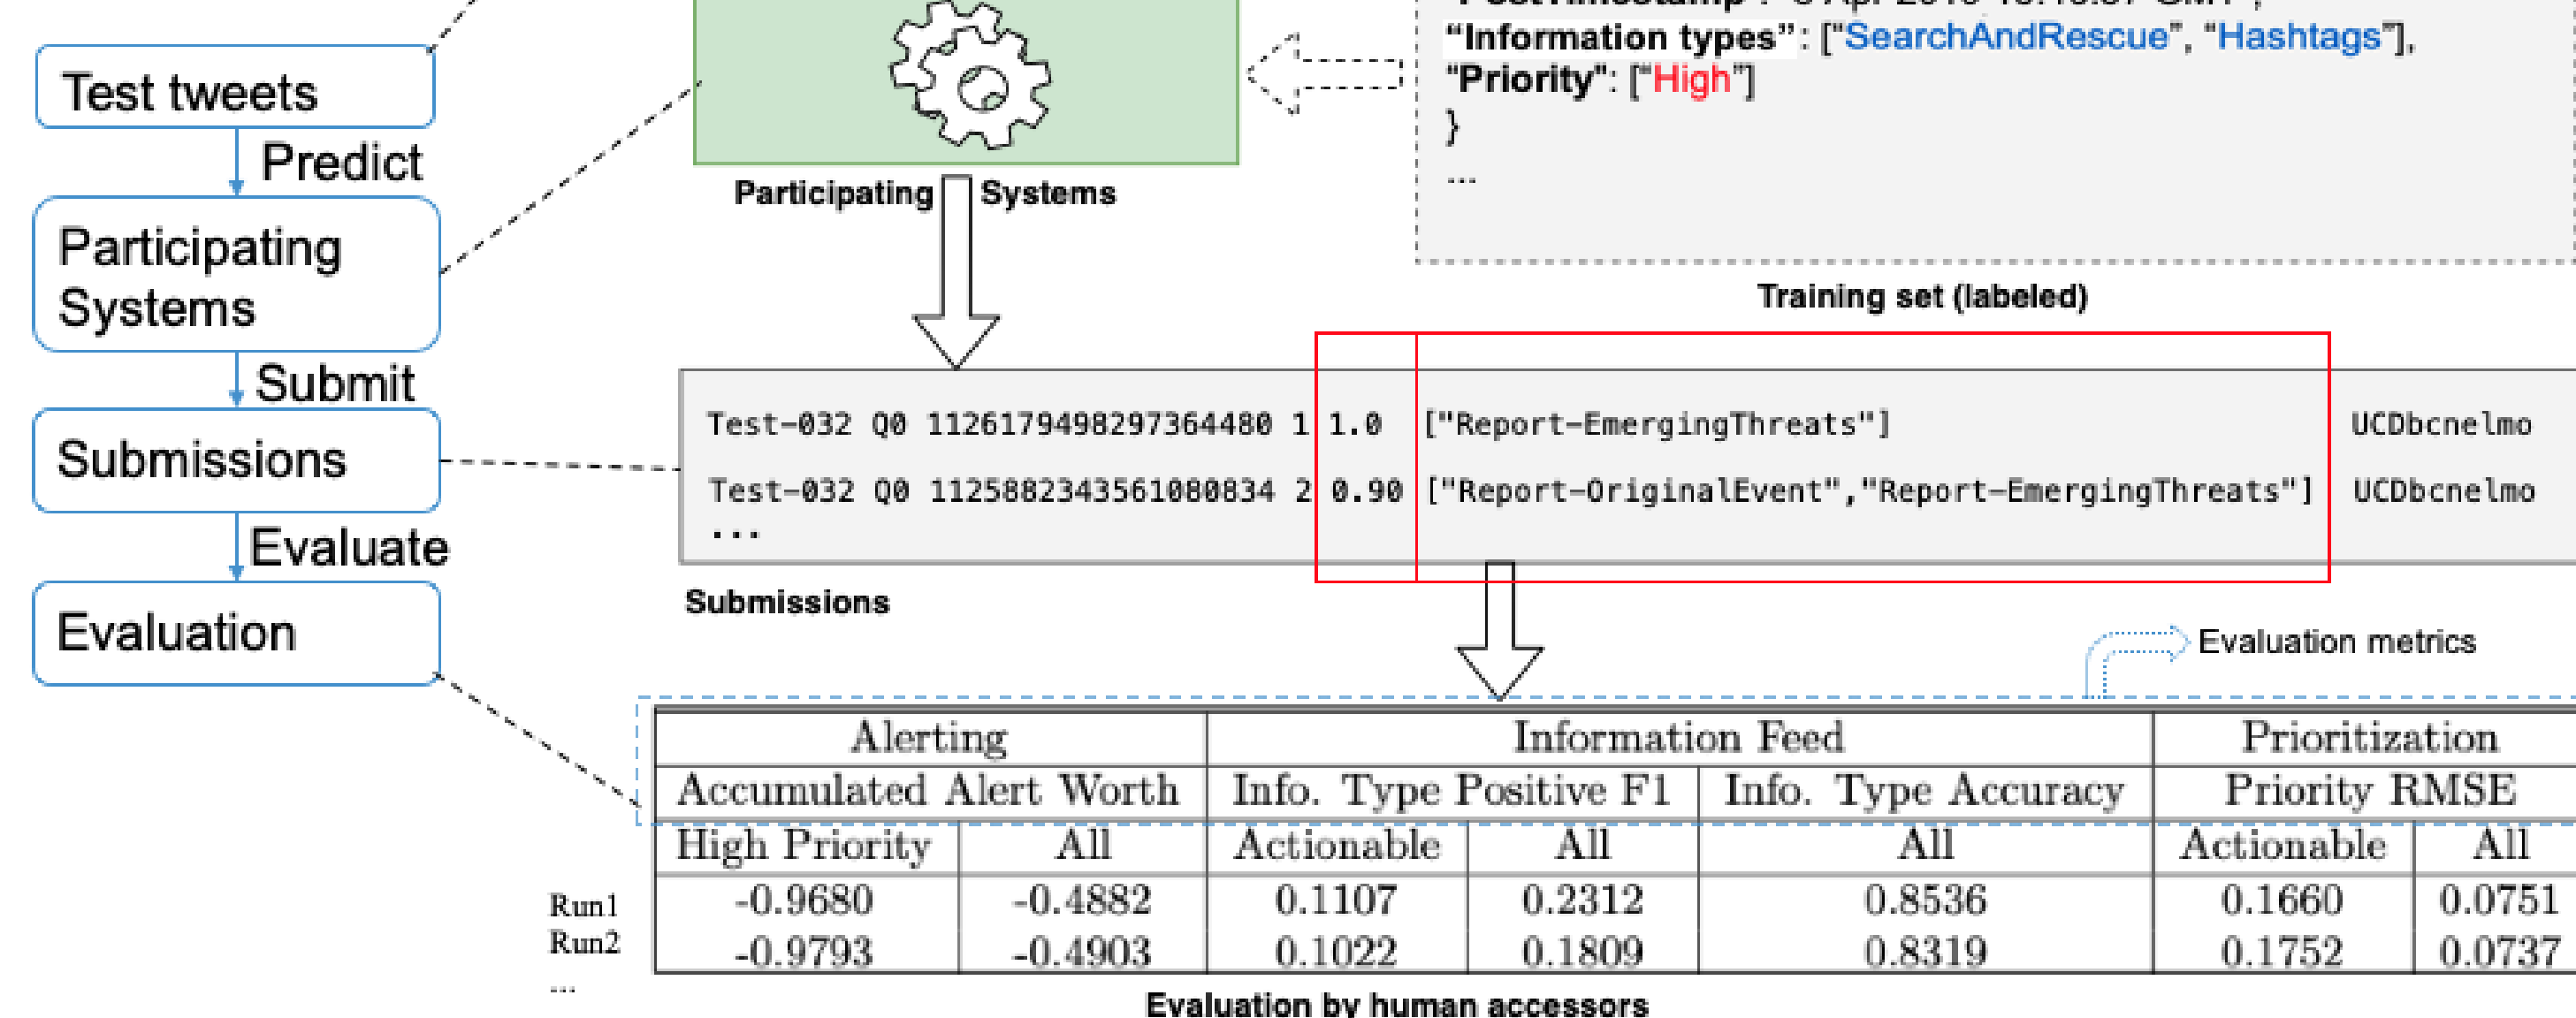 “Information types”: ["SearchAndRescue", "Hashtags"],
“Priority": ["High"]
}
...
Test tweets
Predict
Participating Systems
Participating
Systems
Training set (labeled)
Submit
Test-032 Q0 1126179498297364480 1 1.0 ["Report-EmergingThreats"] UCDbcnelmo
Test-032 Q0 1125882343561080834 2 0.90 ["Report-OriginalEvent","Report-EmergingThreats"] UCDbcnelmo
...
Submissions
Submissions
Evaluate
Evaluation
Evaluation metrics
Alerting Information Feed Prioritization
Accumulated Alert Worth Info. Type Positive F1 Info. Type Accuracy Priority RMSE
High Priority All Actionable All All Actionable All
Run1 -0.9680 -0.4882 0.1107 0.2312 0.8536 0.1660 0.0751
Run2 -0.9793 -0.4903 0.1022 0.1809 0.8319 0.1752 0.0737
...
Evaluation by human accessors